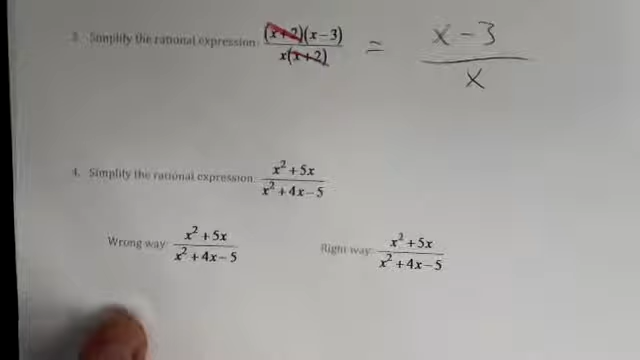 3. Simplify the rational expression: (x+2)(x−3) / x(x+2) = x − 3 / x
4. Simplify the rational expression: x² + 5x / x² + 4x − 5
Wrong way: x² + 5x / x² + 4x − 5
Right way: x² + 5x / x² + 4x − 5